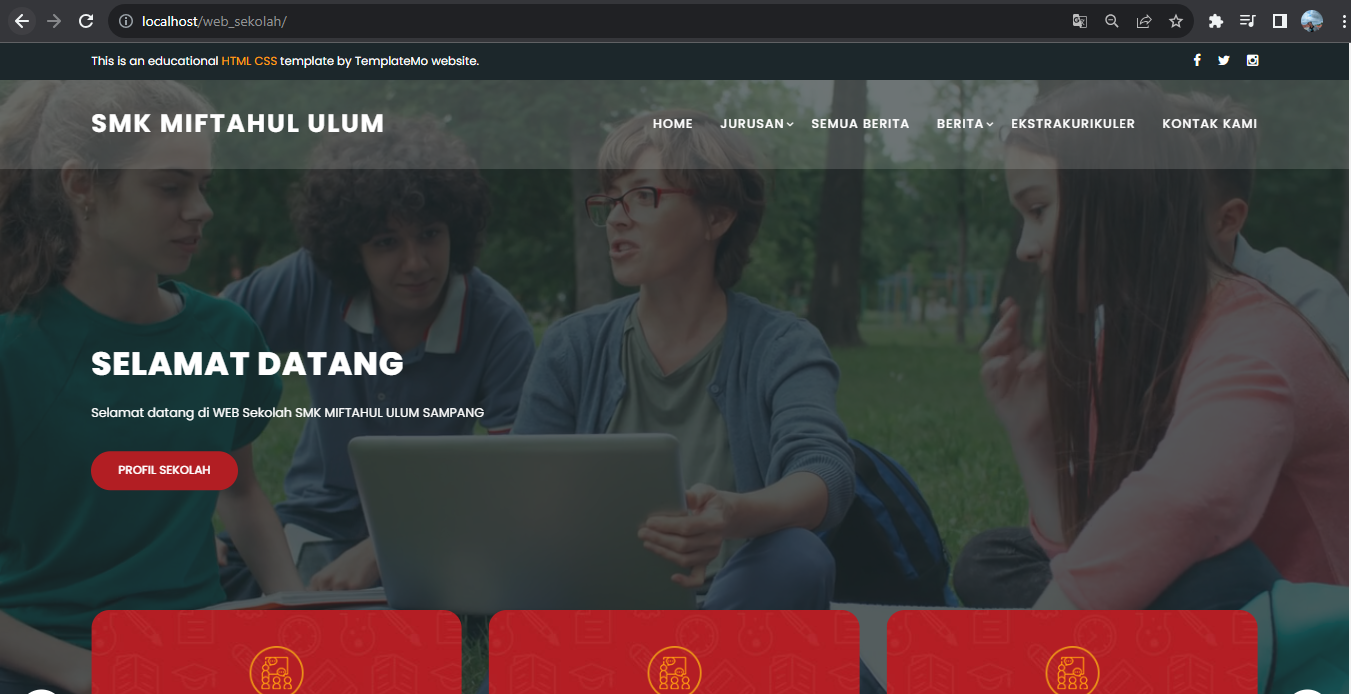 localhost/web_sekolah/
This is an educational HTML CSS template by TemplateMo website.
SMK MIFTAHUL ULUM
HOME JURUSAN SEMUA BERITA BERITA EKSTRAKURIKULER KONTAK KAMI
SELAMAT DATANG
Selamat datang di WEB Sekolah SMK MIFTAHUL ULUM SAMPANG
PROFIL SEKOLAH